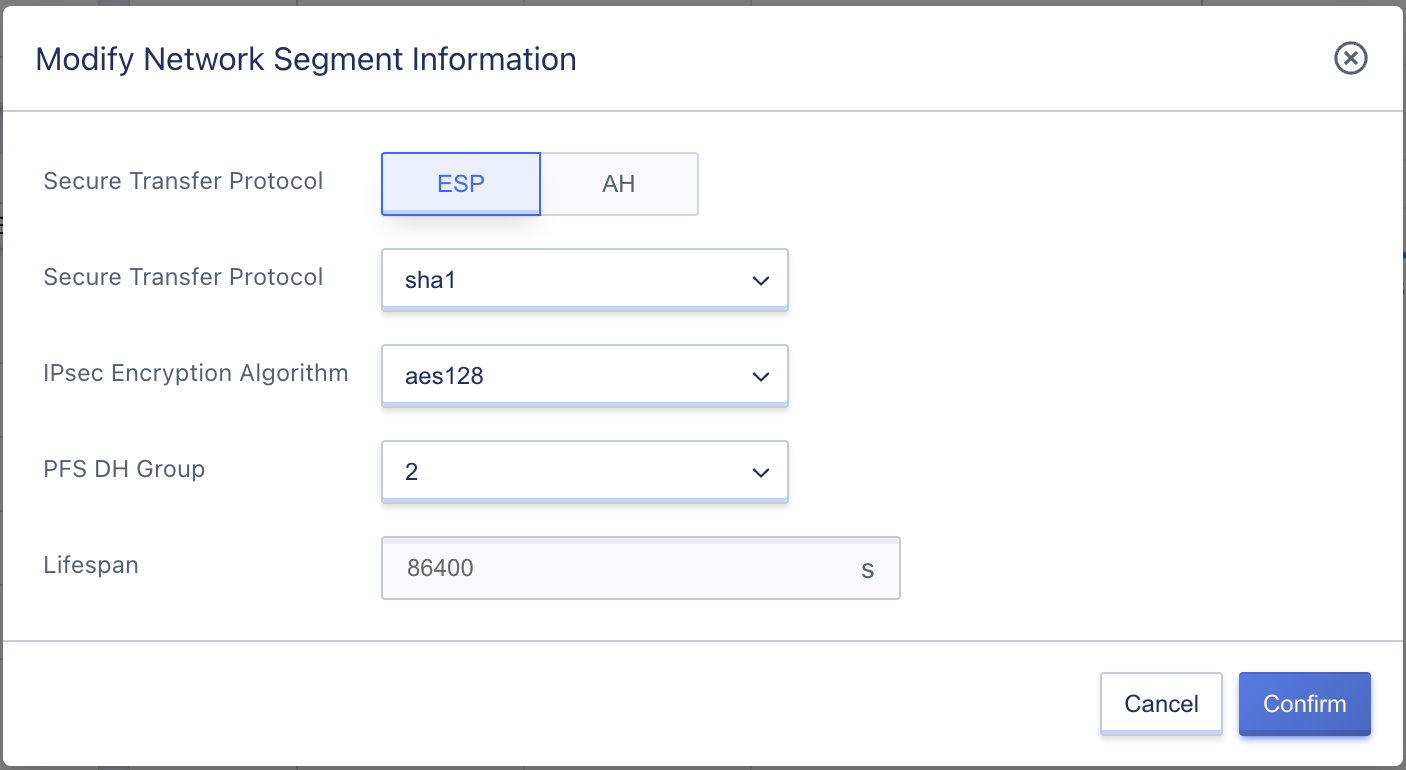 Modify Network Segment Information
Secure Transfer Protocol ESP AH
Secure Transfer Protocol sha1
IPsec Encryption Algorithm aes128
PFS DH Group 2
Lifespan 86400 s
Cancel Confirm